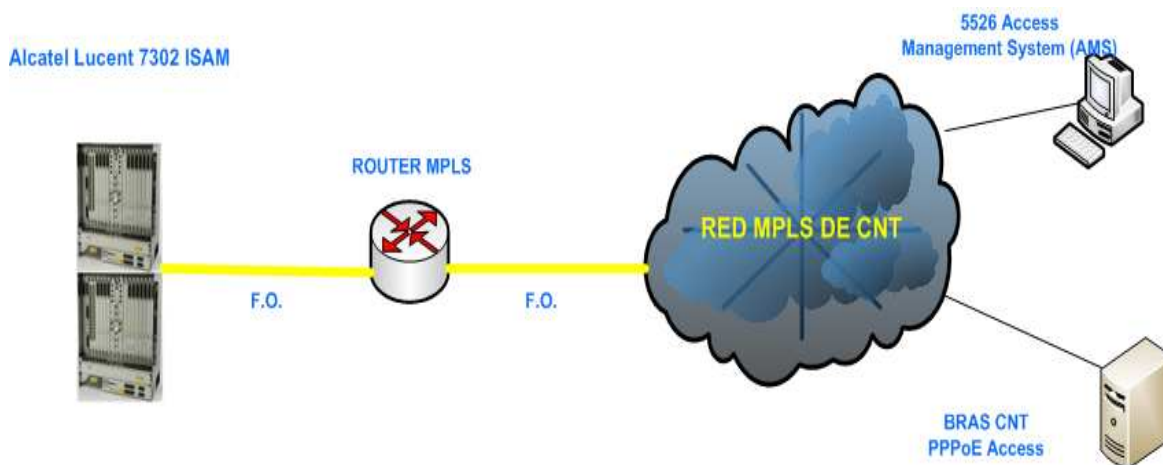 5526 Access
Management System (AMS)
Alcatel Lucent 7302 ISAM
ROUTER MPLS
RED MPLS DE CNT
F.O.
F.O.
BRAS CNT
PPPoE Access